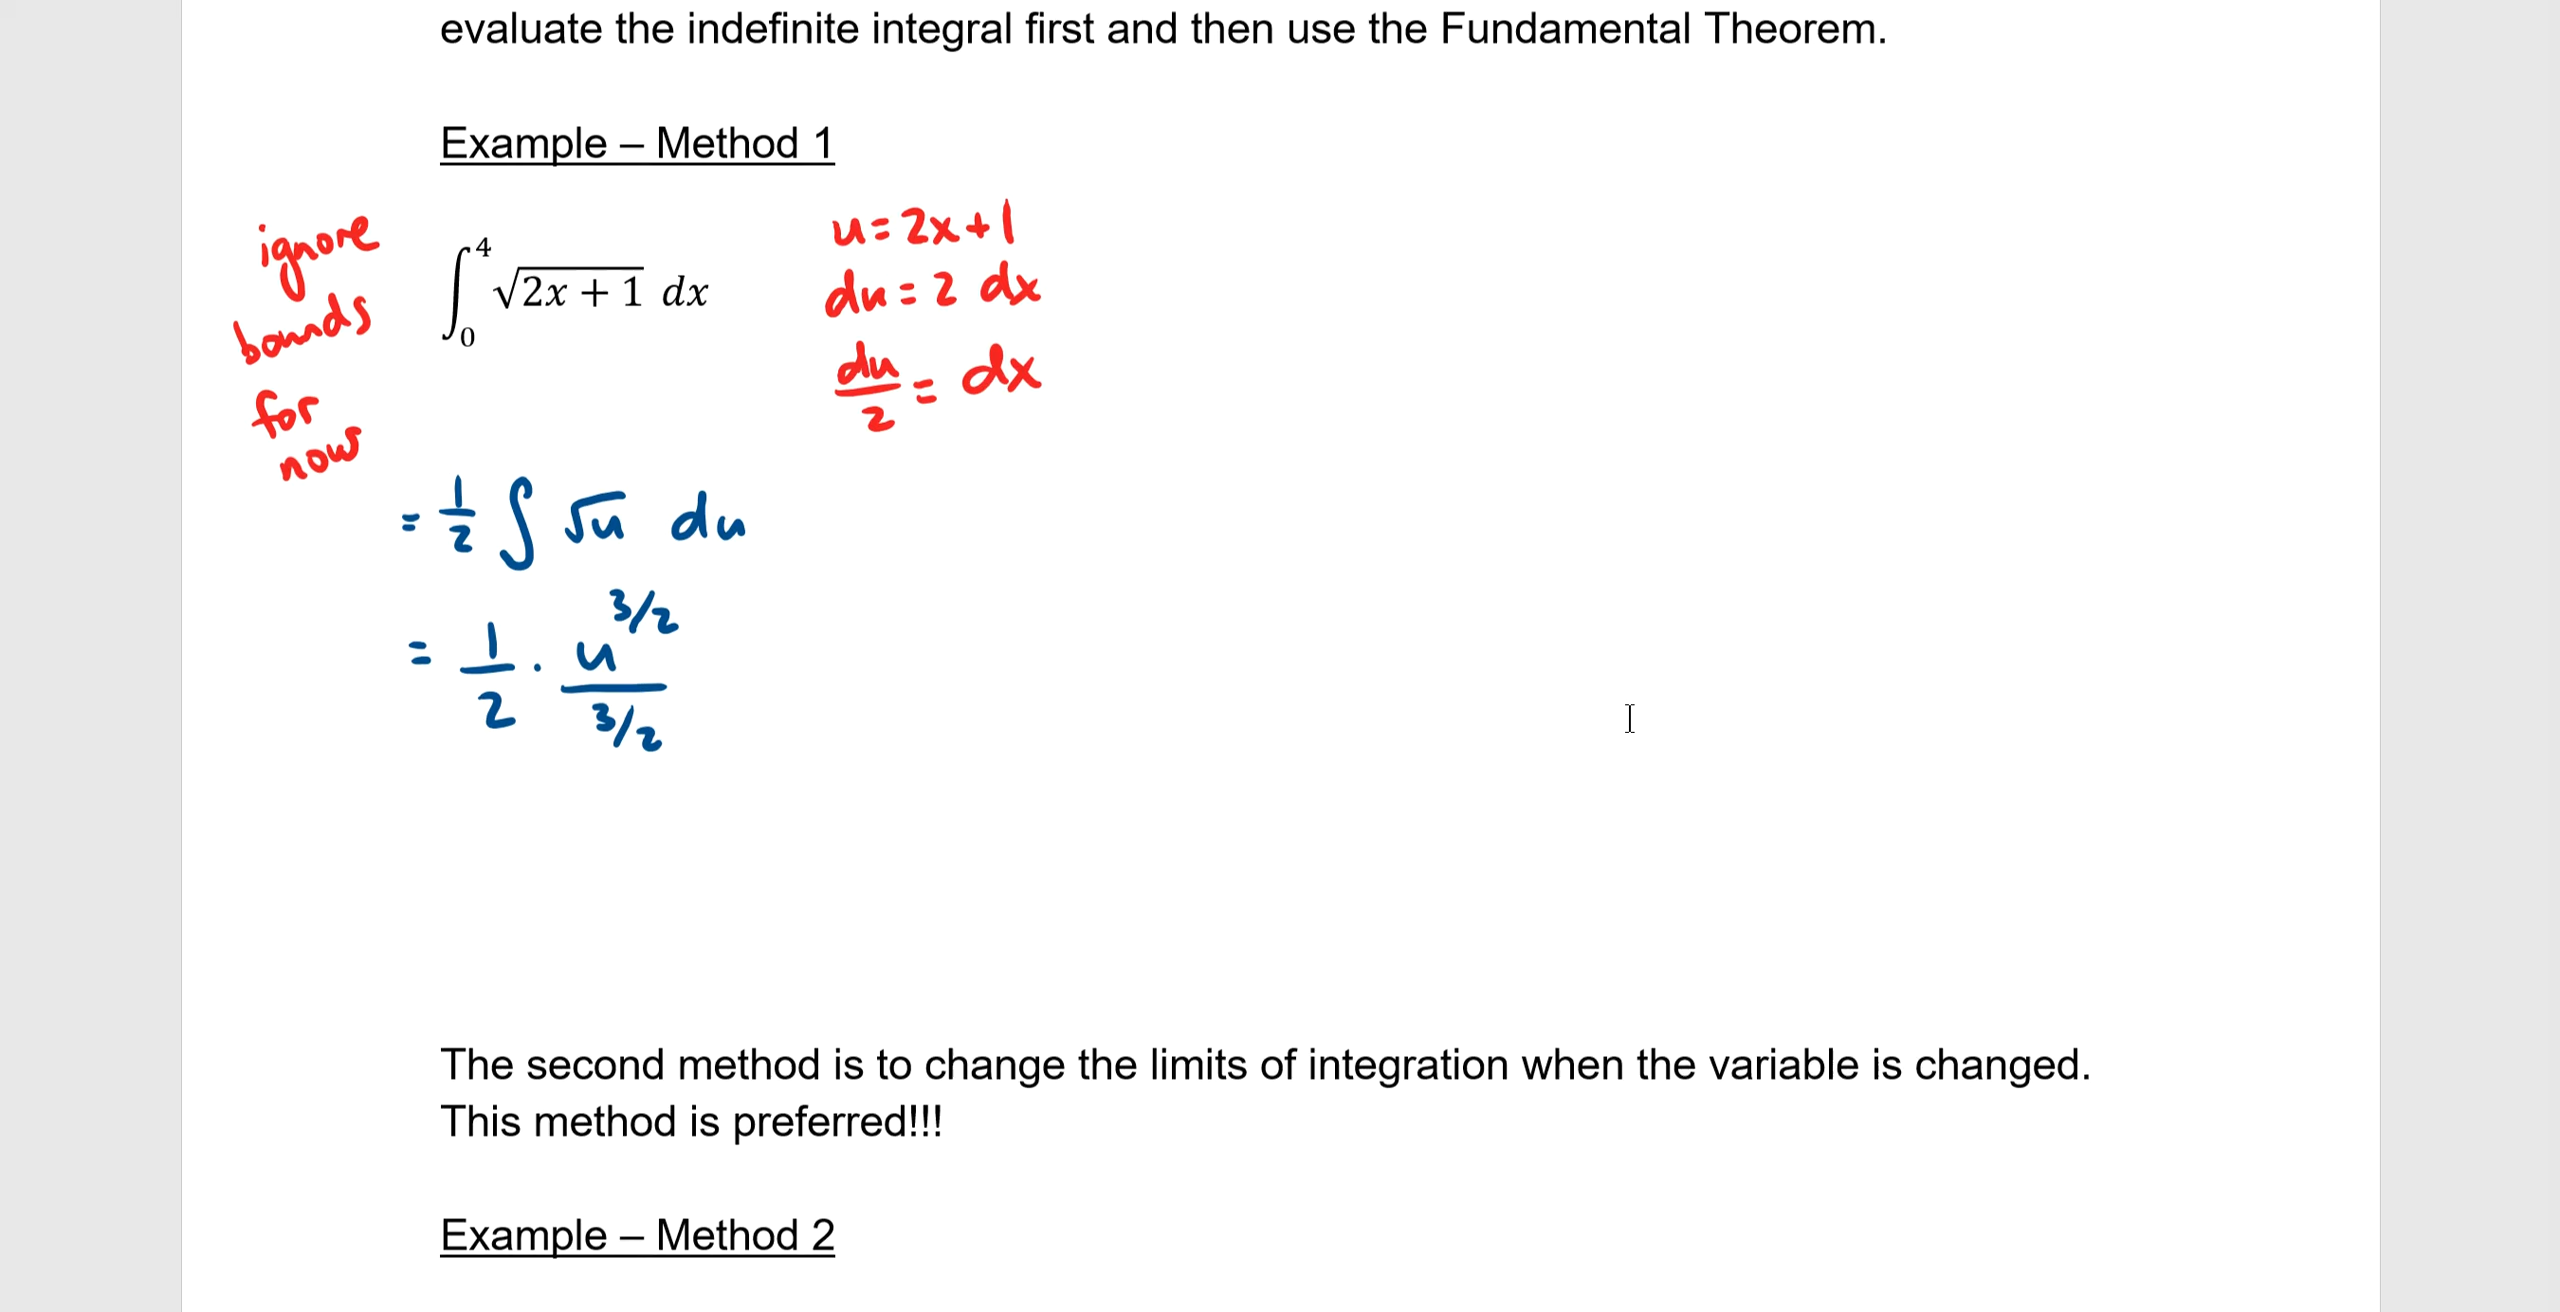 evaluate the indefinite integral first and then use the Fundamental Theorem.
Example – Method 1
ignore
bounds
for
now
∫₀⁴ √(2x + 1) dx
u = 2x + 1
du = 2 dx
du/2 = dx
= 1/2 ∫ √u du
= 1/2 · u^(3/2) / (3/2)
The second method is to change the limits of integration when the variable is changed.
This method is preferred!!!
Example – Method 2